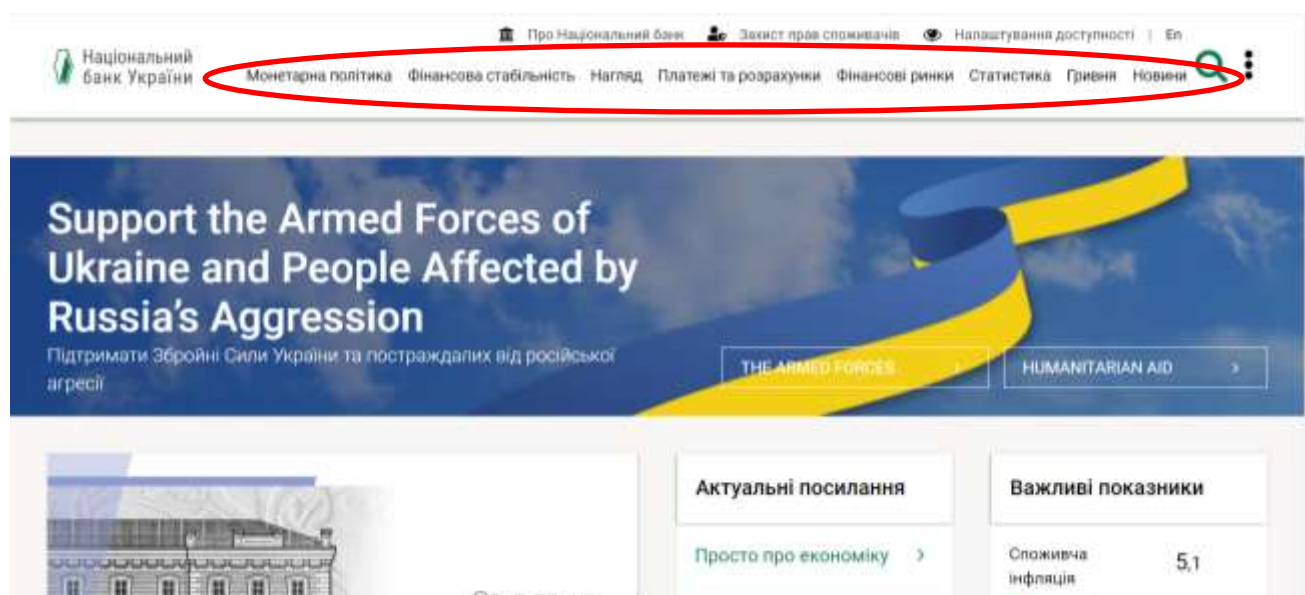 Про Національний банк Захист прав споживачів Налаштування доступності | En
Національний
банк України
Монетарна політика Фінансова стабільність Нагляд Платежі та розрахунки Фінансові ринки Статистика Гривня Новини
Support the Armed Forces of
Ukraine and People Affected by
Russia's Aggression
Підтримати Збройні Сили України та постраждалих від російської
агресії
THE ARMED FORCES >
HUMANITARIAN AID >
Актуальні посилання
Просто про економіку >
Важливі показники
Споживча
інфляція
5,1